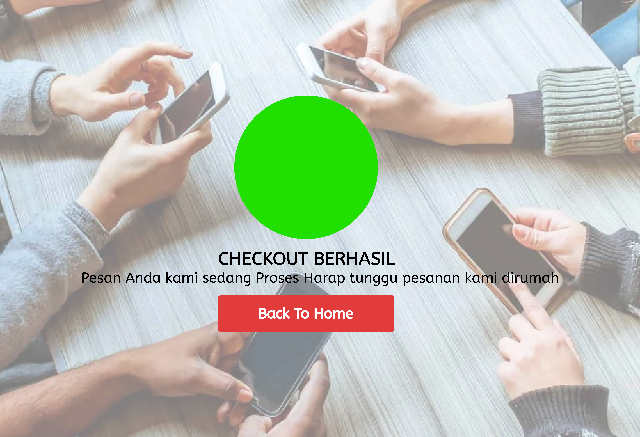 CHECKOUT BERHASIL
Pesan Anda kami sedang Proses Harap tunggu pesanan kami dirumah
Back To Home